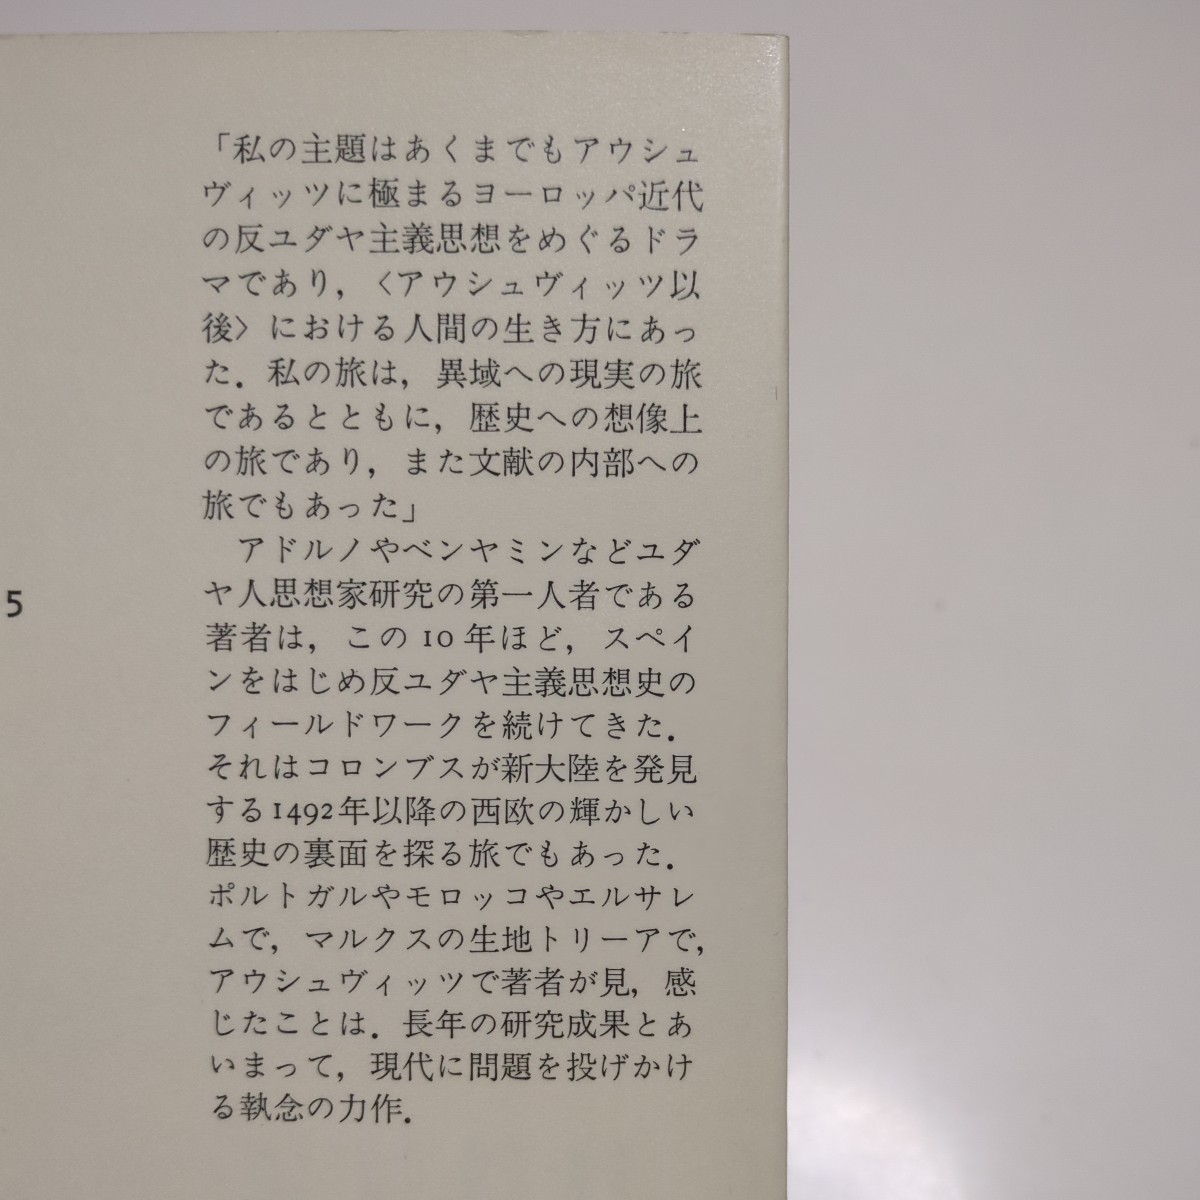 「私の主題はあくまでもアウシュ
ヴィッツに極まるヨーロッパ近代
の反ユダヤ主義思想をめぐるドラ
マであり，〈アウシュヴィッツ以
後〉における人間の生き方にあっ
た．私の旅は，異域への現実の旅
であるとともに，歴史への想像上
の旅であり，また文献の内部への
旅でもあった」
　アドルノやベンヤミンなどユダ
ヤ人思想家研究の第一人者である
著者は，この10年ほど，スペイ
ンをはじめ反ユダヤ主義思想史の
フィールドワークを続けてきた．
それはコロンブスが新大陸を発見
する1492年以降の西欧の輝かしい
歴史の裏面を探る旅でもあった．
ポルトガルやモロッコやエルサレ
ムで，マルクスの生地トリーアで，
アウシュヴィッツで著者が見，感
じたことは．長年の研究成果とあ
いまって，現代に問題を投げかけ
る執念の力作．
5